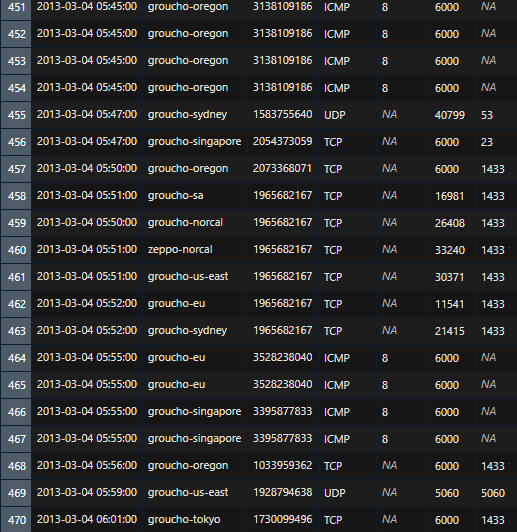 451 2013-03-04 05:45:00 groucho-oregon 3138109186 ICMP 8 6000 NA
452 2013-03-04 05:45:00 groucho-oregon 3138109186 ICMP 8 6000 NA
453 2013-03-04 05:45:00 groucho-oregon 3138109186 ICMP 8 6000 NA
454 2013-03-04 05:45:00 groucho-oregon 3138109186 ICMP 8 6000 NA
455 2013-03-04 05:47:00 groucho-sydney 1583755640 UDP NA 40799 53
456 2013-03-04 05:47:00 groucho-singapore 2054373059 TCP NA 6000 23
457 2013-03-04 05:50:00 groucho-oregon 2073368071 TCP NA 6000 1433
458 2013-03-04 05:51:00 groucho-sa 1965682167 TCP NA 16981 1433
459 2013-03-04 05:50:00 groucho-norcal 1965682167 TCP NA 26408 1433
460 2013-03-04 05:51:00 zeppo-norcal 1965682167 TCP NA 33240 1433
461 2013-03-04 05:51:00 groucho-us-east 1965682167 TCP NA 30371 1433
462 2013-03-04 05:52:00 groucho-eu 1965682167 TCP NA 11541 1433
463 2013-03-04 05:52:00 groucho-sydney 1965682167 TCP NA 21415 1433
464 2013-03-04 05:55:00 groucho-eu 3528238040 ICMP 8 6000 NA
465 2013-03-04 05:55:00 groucho-eu 3528238040 ICMP 8 6000 NA
466 2013-03-04 05:55:00 groucho-singapore 3395877833 ICMP 8 6000 NA
467 2013-03-04 05:55:00 groucho-singapore 3395877833 ICMP 8 6000 NA
468 2013-03-04 05:56:00 groucho-oregon 1033959362 TCP NA 6000 1433
469 2013-03-04 05:59:00 groucho-us-east 1928794638 UDP NA 5060 5060
470 2013-03-04 06:01:00 groucho-tokyo 1730099496 TCP NA 6000 1433